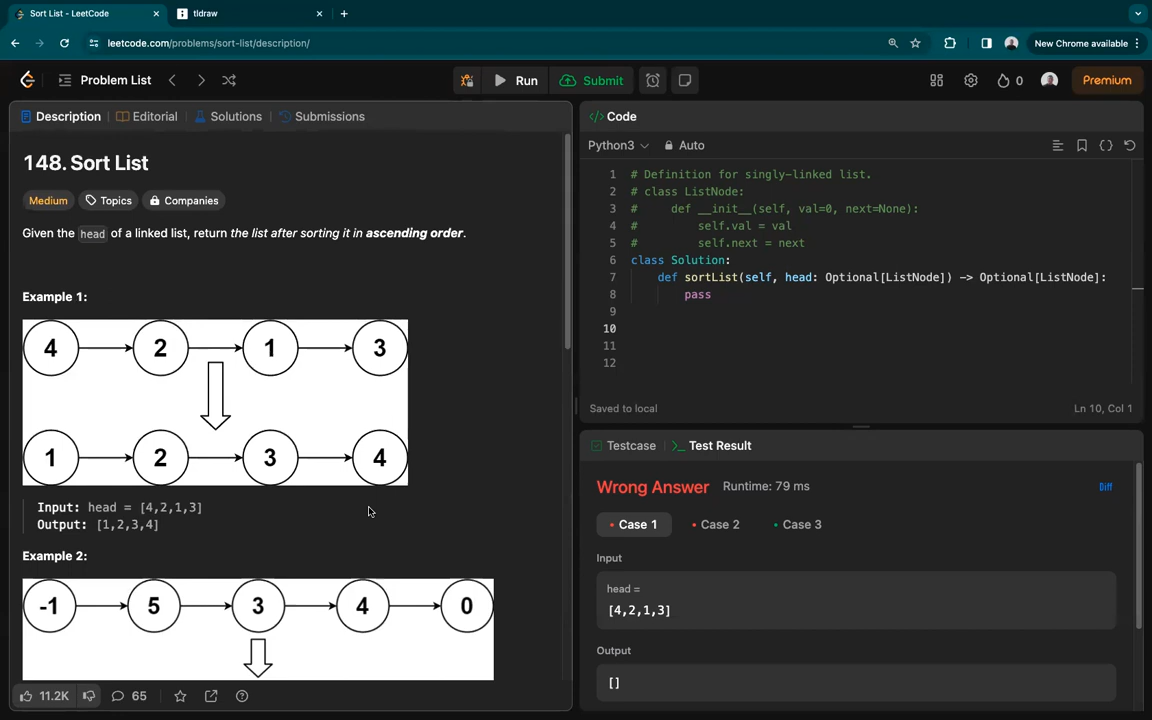 Sort List - LeetCode
tldraw
leetcode.com/problems/sort-list/description/
New Chrome available
Problem List
Run
Submit
0
Premium
Description
Editorial
Solutions
Submissions
148. Sort List
Medium
Topics
Companies
Given the head of a linked list, return the list after sorting it in ascending order.
Example 1:
4 2 1 3
1 2 3 4
Input: head = [4,2,1,3]
Output: [1,2,3,4]
Example 2:
-1 5 3 4 0
11.2K
65
</> Code
Python3
Auto
1 # Definition for singly-linked list.
2 # class ListNode:
3 #     def __init__(self, val=0, next=None):
4 #         self.val = val
5 #         self.next = next
6 class Solution:
7     def sortList(self, head: Optional[ListNode]) -> Optional[ListNode]:
8         pass
9
10
11
12
Saved to local
Ln 10, Col 1
Testcase
>_ Test Result
Wrong Answer
Runtime: 79 ms
Diff
Case 1
Case 2
Case 3
Input
head =
[4,2,1,3]
Output
[]